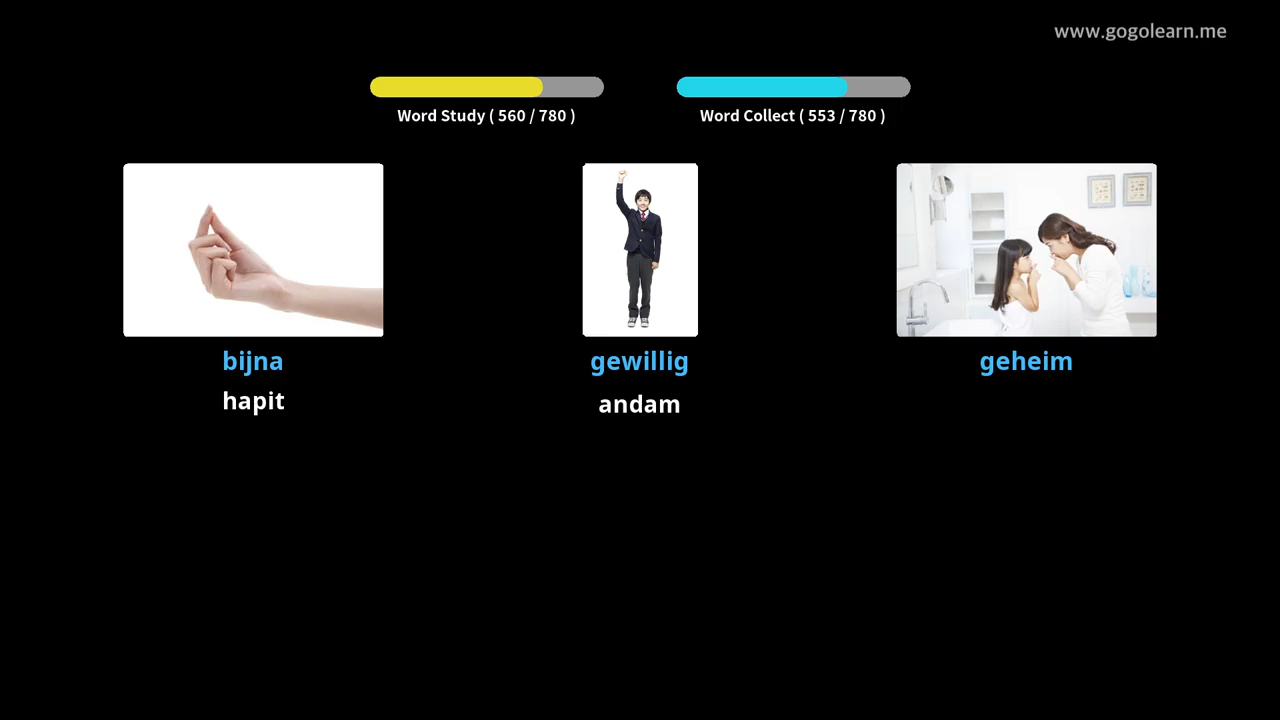 www.gogolearn.me
Word Study ( 560 / 780 )
Word Collect ( 553 / 780 )
bijna
gewillig
geheim
hapit
andam